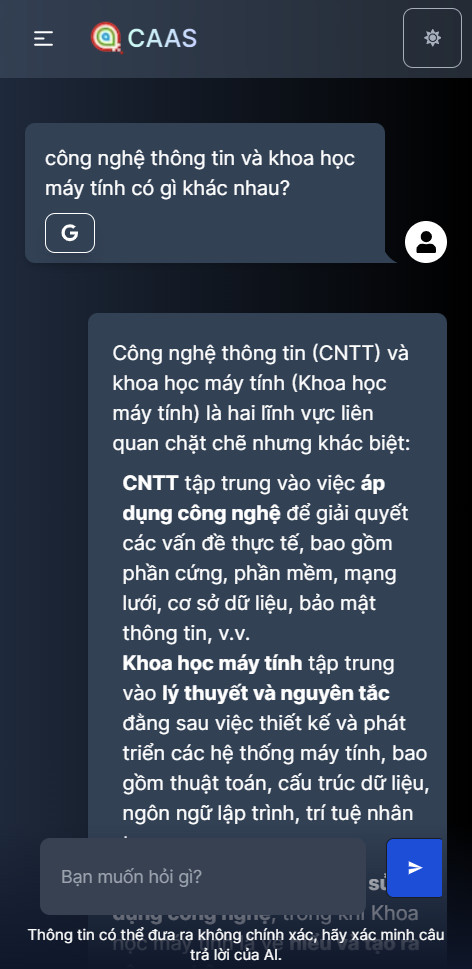 CAAS
công nghệ thông tin và khoa học
máy tính có gì khác nhau?
G
Công nghệ thông tin (CNTT) và
khoa học máy tính (Khoa học
máy tính) là hai lĩnh vực liên
quan chặt chẽ nhưng khác biệt:
CNTT tập trung vào việc áp
dụng công nghệ để giải quyết
các vấn đề thực tế, bao gồm
phần cứng, phần mềm, mạng
lưới, cơ sở dữ liệu, bảo mật
thông tin, v.v.
Khoa học máy tính tập trung
vào lý thuyết và nguyên tắc
đằng sau việc thiết kế và phát
triển các hệ thống máy tính, bao
gồm thuật toán, cấu trúc dữ liệu,
ngôn ngữ lập trình, trí tuệ nhân
Bạn muốn hỏi gì?
dụng công nghệ, trong khi Khoa
học máy tính là về hiểu và tạo ra
Thông tin có thể đưa ra không chính xác, hãy xác minh câu
trả lời của AI.